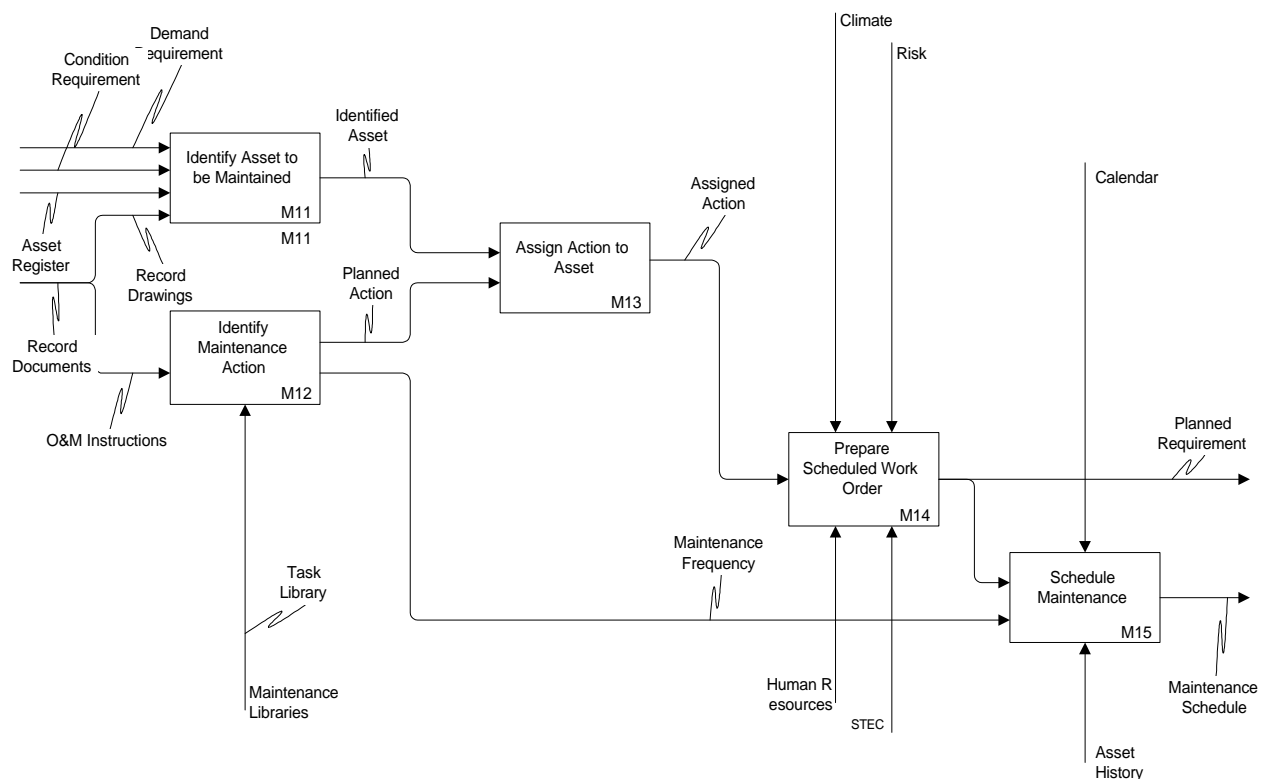 Climate
Demand
Requirement
Risk
Condition
Requirement
Identified
Asset
Identify Asset to
be Maintained
M11
M11
Calendar
Assigned
Action
Asset
Register
Record
Drawings
Planned
Action
Assign Action to
Asset
M13
Identify
Maintenance
Action
M12
Record
Documents
O&M Instructions
Prepare
Scheduled Work
Order
M14
Planned
Requirement
Maintenance
Frequency
Task
Library
Schedule
Maintenance
M15
Maintenance
Libraries
Human R
esources
STEC
Maintenance
Schedule
Asset
History